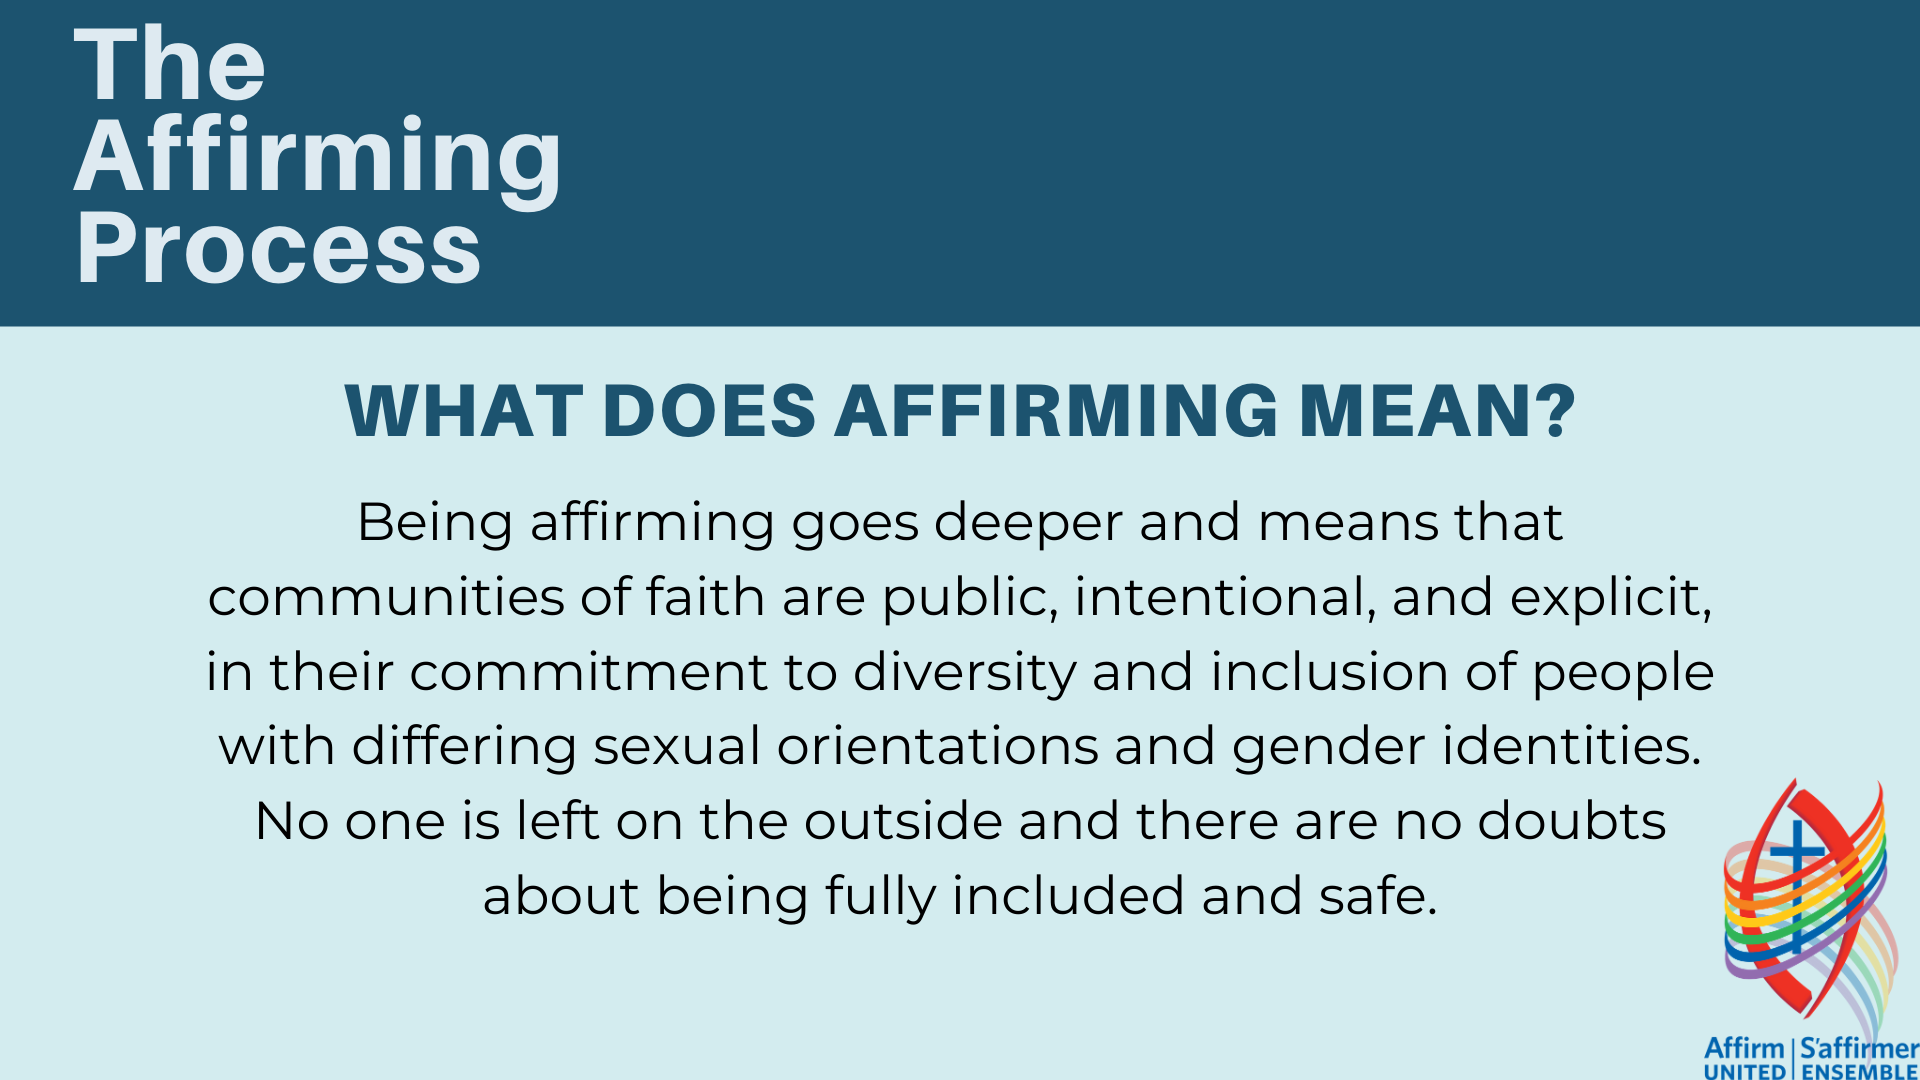 The
Affirming
Process
WHAT DOES AFFIRMING MEAN?
Being affirming goes deeper and means that
communities of faith are public, intentional, and explicit,
in their commitment to diversity and inclusion of people
with differing sexual orientations and gender identities.
No one is left on the outside and there are no doubts
about being fully included and safe.
Affirm | S'affirmer
UNITED | ENSEMBLE